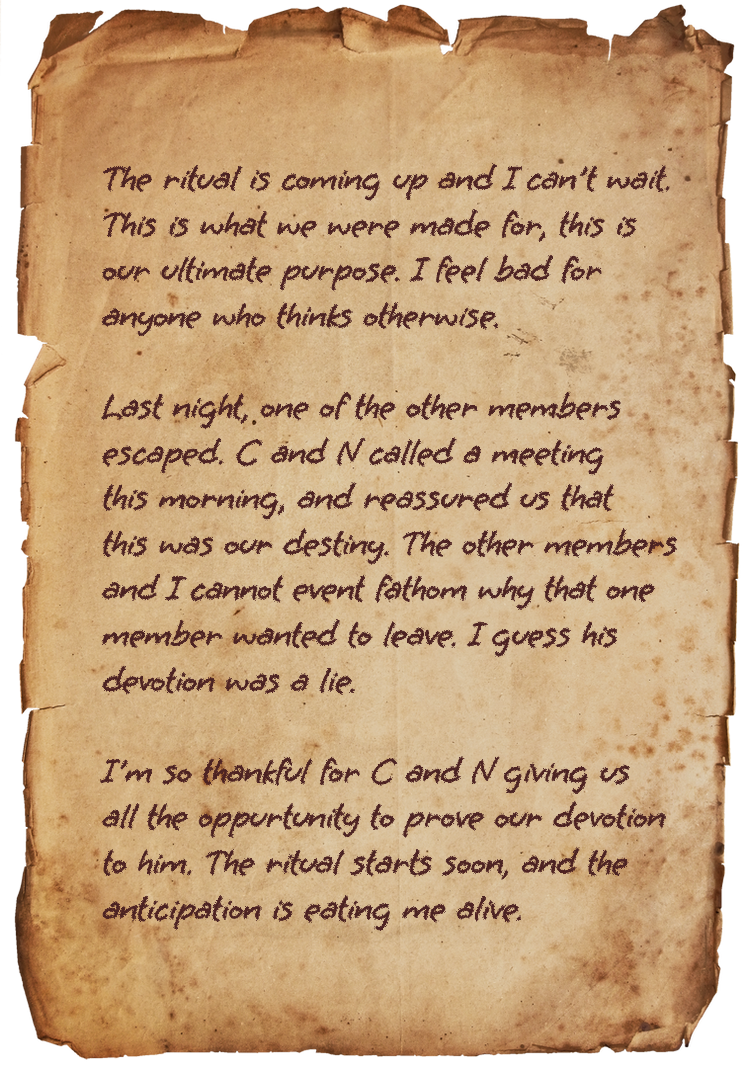 The ritual is coming up and I can't wait.
This is what we were made for, this is
our ultimate purpose. I feel bad for
anyone who thinks otherwise.
Last night, one of the other members
escaped. C and N called a meeting
this morning, and reassured us that
this was our destiny. The other members
and I cannot event fathom why that one
member wanted to leave. I guess his
devotion was a lie.
I'm so thankful for C and N giving us
all the oppurtunity to prove our devotion
to him. The ritual starts soon, and the
anticipation is eating me alive.